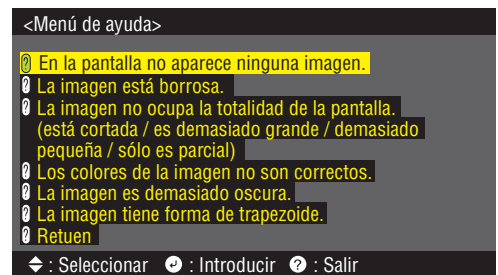 <Menú de ayuda>
? En la pantalla no aparece ninguna imagen.
? La imagen está borrosa.
? La imagen no ocupa la totalidad de la pantalla.
(está cortada / es demasiado grande / demasiado
pequeña / sólo es parcial)
? Los colores de la imagen no son correctos.
? La imagen es demasiado oscura.
? La imagen tiene forma de trapezoide.
? Retuen
: Seleccionar : Introducir ? : Salir